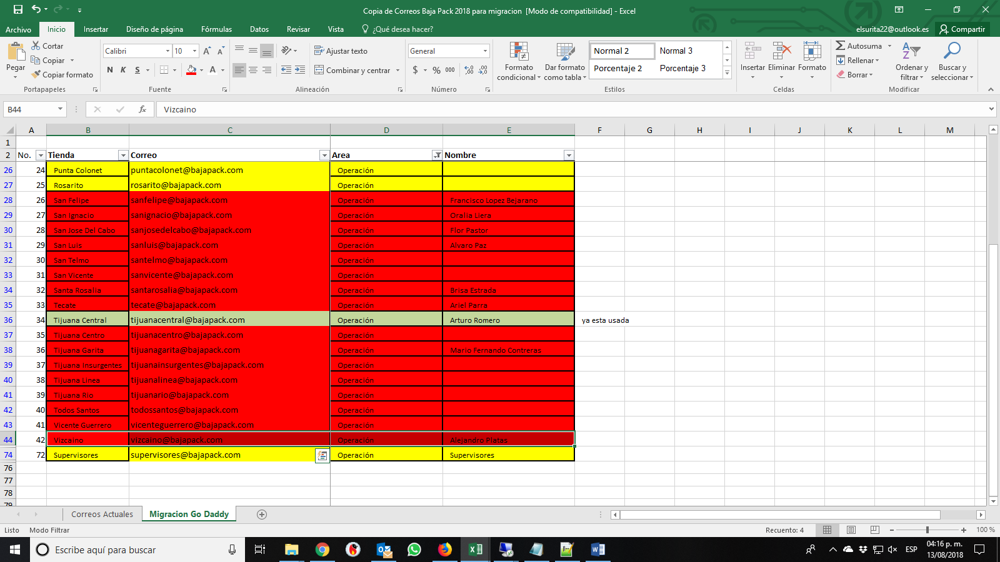 Copia de Correos Baja Pack 2018 para migracion [Modo de compatibilidad] - Excel
Archivo Inicio Insertar Diseño de página Fórmulas Datos Revisar Vista ¿Qué desea hacer? elsurita22@outlook.es Compartir
Pegar Cortar Copiar Copiar formato Portapapeles
Calibri 10 N K S Fuente
Ajustar texto Combinar y centrar Alineación
General $ % 000 Número
Formato condicional Dar formato como tabla Normal 2 Normal 3 Porcentaje 2 Porcentaje 3 Estilos
Insertar Eliminar Formato Celdas
Autosuma Rellenar Borrar Ordenar y filtrar Buscar y seleccionar Modificar
B44 fx Vizcaino
A B C D E F G H I J K L M
1
2 No. Tienda Correo Area Nombre
26 24 Punta Colonet puntacolonet@bajapack.com Operación
27 25 Rosarito rosarito@bajapack.com Operación
28 26 San Felipe sanfelipe@bajapack.com Operación Francisco Lopez Bejarano
29 27 San Ignacio sanignacio@bajapack.com Operación Oralia Liera
30 28 San Jose Del Cabo sanjosedelcabo@bajapack.com Operación Flor Pastor
31 29 San Luis sanluis@bajapack.com Operación Alvaro Paz
32 30 San Telmo santelmo@bajapack.com Operación
33 31 San Vicente sanvicente@bajapack.com Operación
34 32 Santa Rosalia santarosalia@bajapack.com Operación Brisa Estrada
35 33 Tecate tecate@bajapack.com Operación Ariel Parra
36 34 Tijuana Central tijuanacentral@bajapack.com Operación Arturo Romero ya esta usada
37 35 Tijuana Centro tijuanacentro@bajapack.com Operación
38 36 Tijuana Garita tijuanagarita@bajapack.com Operación Mario Fernando Contreras
39 37 Tijuana Insurgentes tijuanainsurgentes@bajapack.com Operación
40 38 Tijuana Linea tijuanalinea@bajapack.com Operación
41 39 Tijuana Rio tijuanario@bajapack.com Operación
42 40 Todos Santos todossantos@bajapack.com Operación
43 41 Vicente Guerrero vicenteguerrero@bajapack.com Operación
44 42 Vizcaino vizcaino@bajapack.com Operación Alejandro Platas
74 72 Supervisores supervisores@bajapack.com Operación Supervisores
76
77
78
79
Correos Actuales Migracion Go Daddy
Listo Modo Filtrar Recuento: 4 100 %
Escribe aquí para buscar ESP 04:16 p. m.
13/08/2018